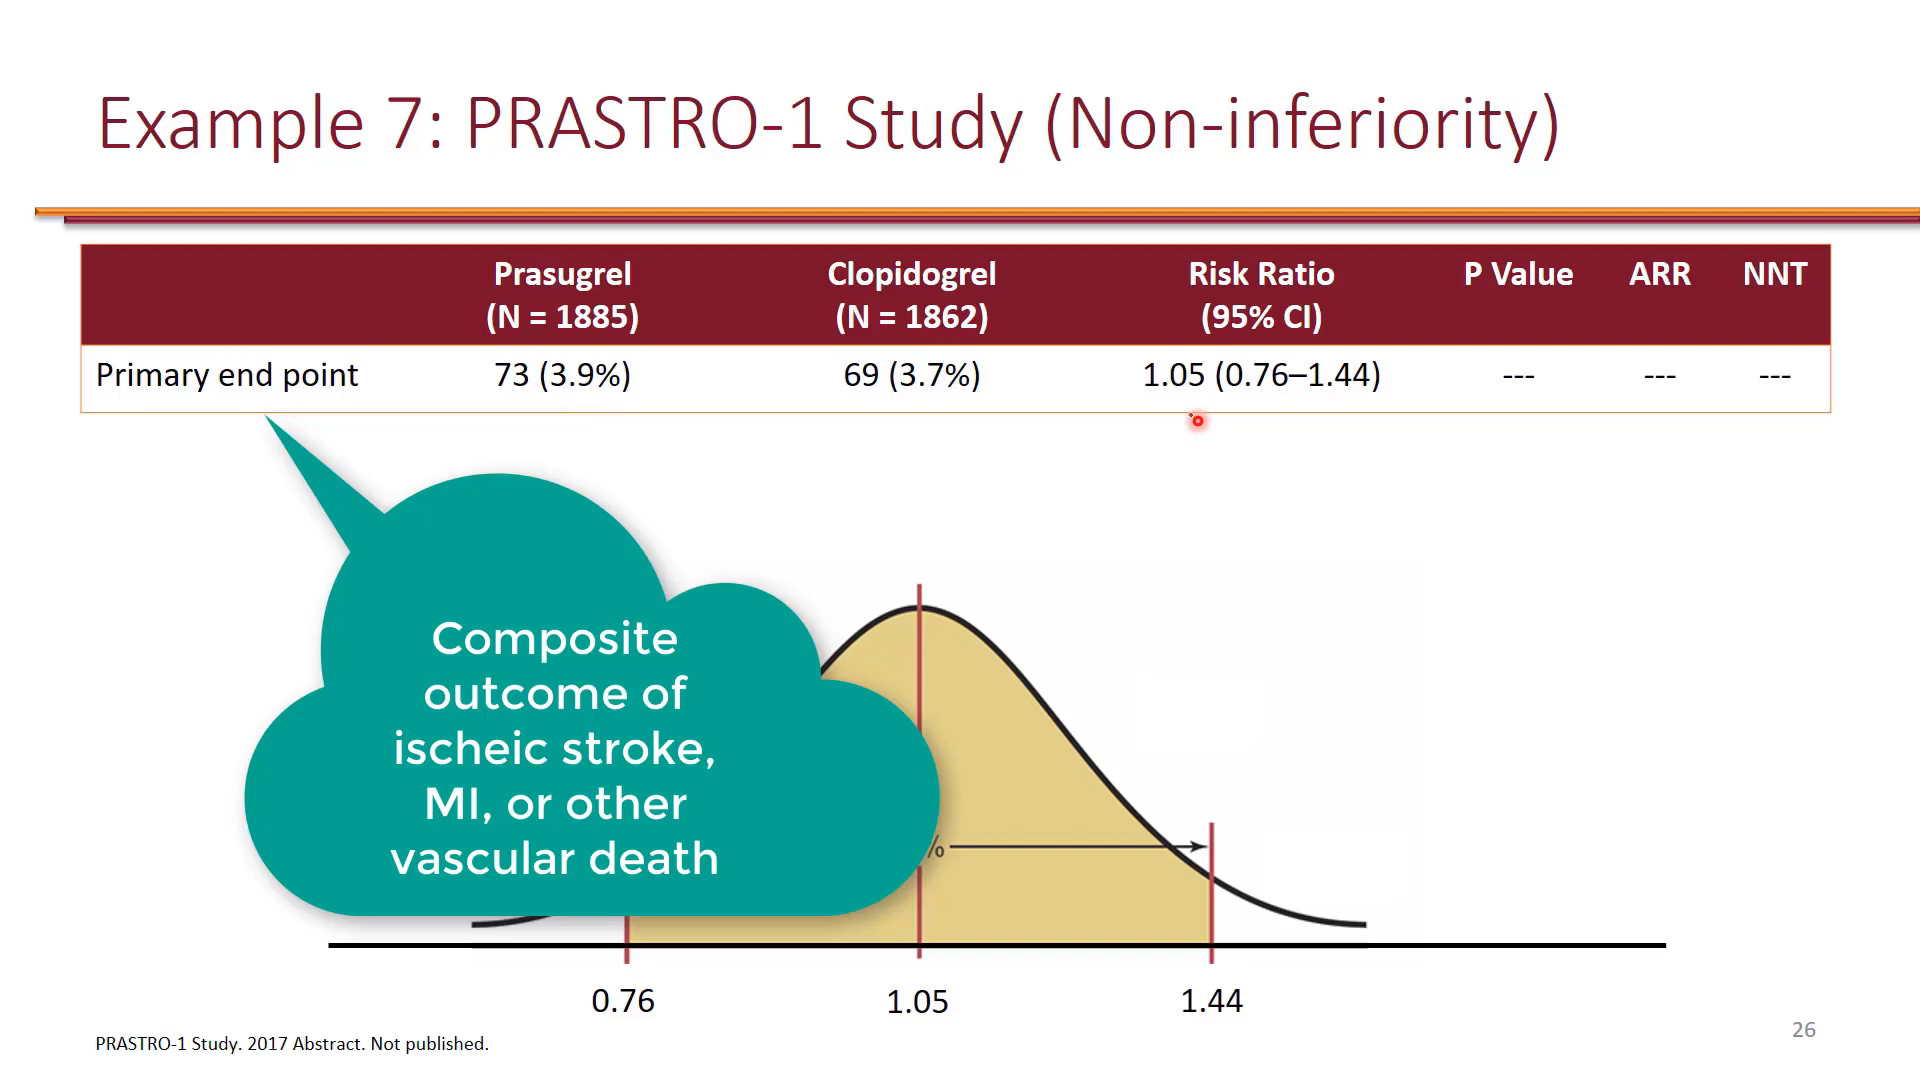 Example 7: PRASTRO-1 Study (Non-inferiority)
Prasugrel Clopidogrel Risk Ratio P Value ARR NNT
(N = 1885) (N = 1862) (95% CI)
Primary end point 73 (3.9%) 69 (3.7%) 1.05 (0.76–1.44) --- --- ---
Composite
outcome of
ischeic stroke,
MI, or other
vascular death
%
0.76 1.05 1.44
PRASTRO-1 Study. 2017 Abstract. Not published.
26